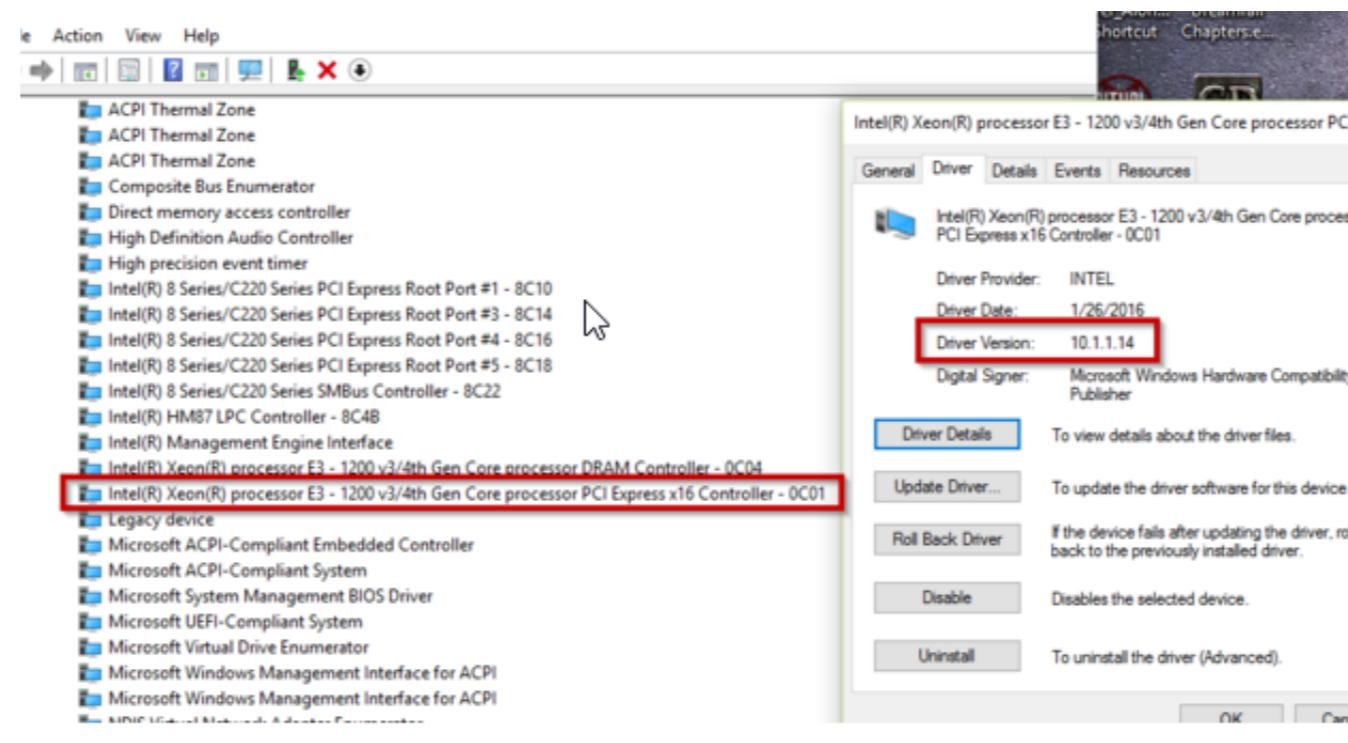 Action View Help
Shortcut Chapters.e...
ACPI Thermal Zone
ACPI Thermal Zone
ACPI Thermal Zone
Composite Bus Enumerator
Direct memory access controller
High Definition Audio Controller
High precision event timer
Intel(R) 8 Series/C220 Series PCI Express Root Port #1 - 8C10
Intel(R) 8 Series/C220 Series PCI Express Root Port #3 - 8C14
Intel(R) 8 Series/C220 Series PCI Express Root Port #4 - 8C16
Intel(R) 8 Series/C220 Series PCI Express Root Port #5 - 8C18
Intel(R) 8 Series/C220 Series SMBus Controller - 8C22
Intel(R) HM87 LPC Controller - 8C4B
Intel(R) Management Engine Interface
Intel(R) Xeon(R) processor E3 - 1200 v3/4th Gen Core processor DRAM Controller - 0C04
Intel(R) Xeon(R) processor E3 - 1200 v3/4th Gen Core processor PCI Express x16 Controller - 0C01
Legacy device
Microsoft ACPI-Compliant Embedded Controller
Microsoft ACPI-Compliant System
Microsoft System Management BIOS Driver
Microsoft UEFI-Compliant System
Microsoft Virtual Drive Enumerator
Microsoft Windows Management Interface for ACPI
Microsoft Windows Management Interface for ACPI
NDIS Virtual Network Adapter Enumerator
Intel(R) Xeon(R) processor E3 - 1200 v3/4th Gen Core processor PC
General Driver Details Events Resources
Intel(R) Xeon(R) processor E3 - 1200 v3/4th Gen Core proces
PCI Express x16 Controller - 0C01
Driver Provider: INTEL
Driver Date: 1/26/2016
Driver Version: 10.1.1.14
Digital Signer: Microsoft Windows Hardware Compatibility
Publisher
Driver Details To view details about the driver files.
Update Driver... To update the driver software for this device.
Roll Back Driver If the device fails after updating the driver, ro
back to the previously installed driver.
Disable Disables the selected device.
Uninstall To uninstall the driver (Advanced).
OK Can